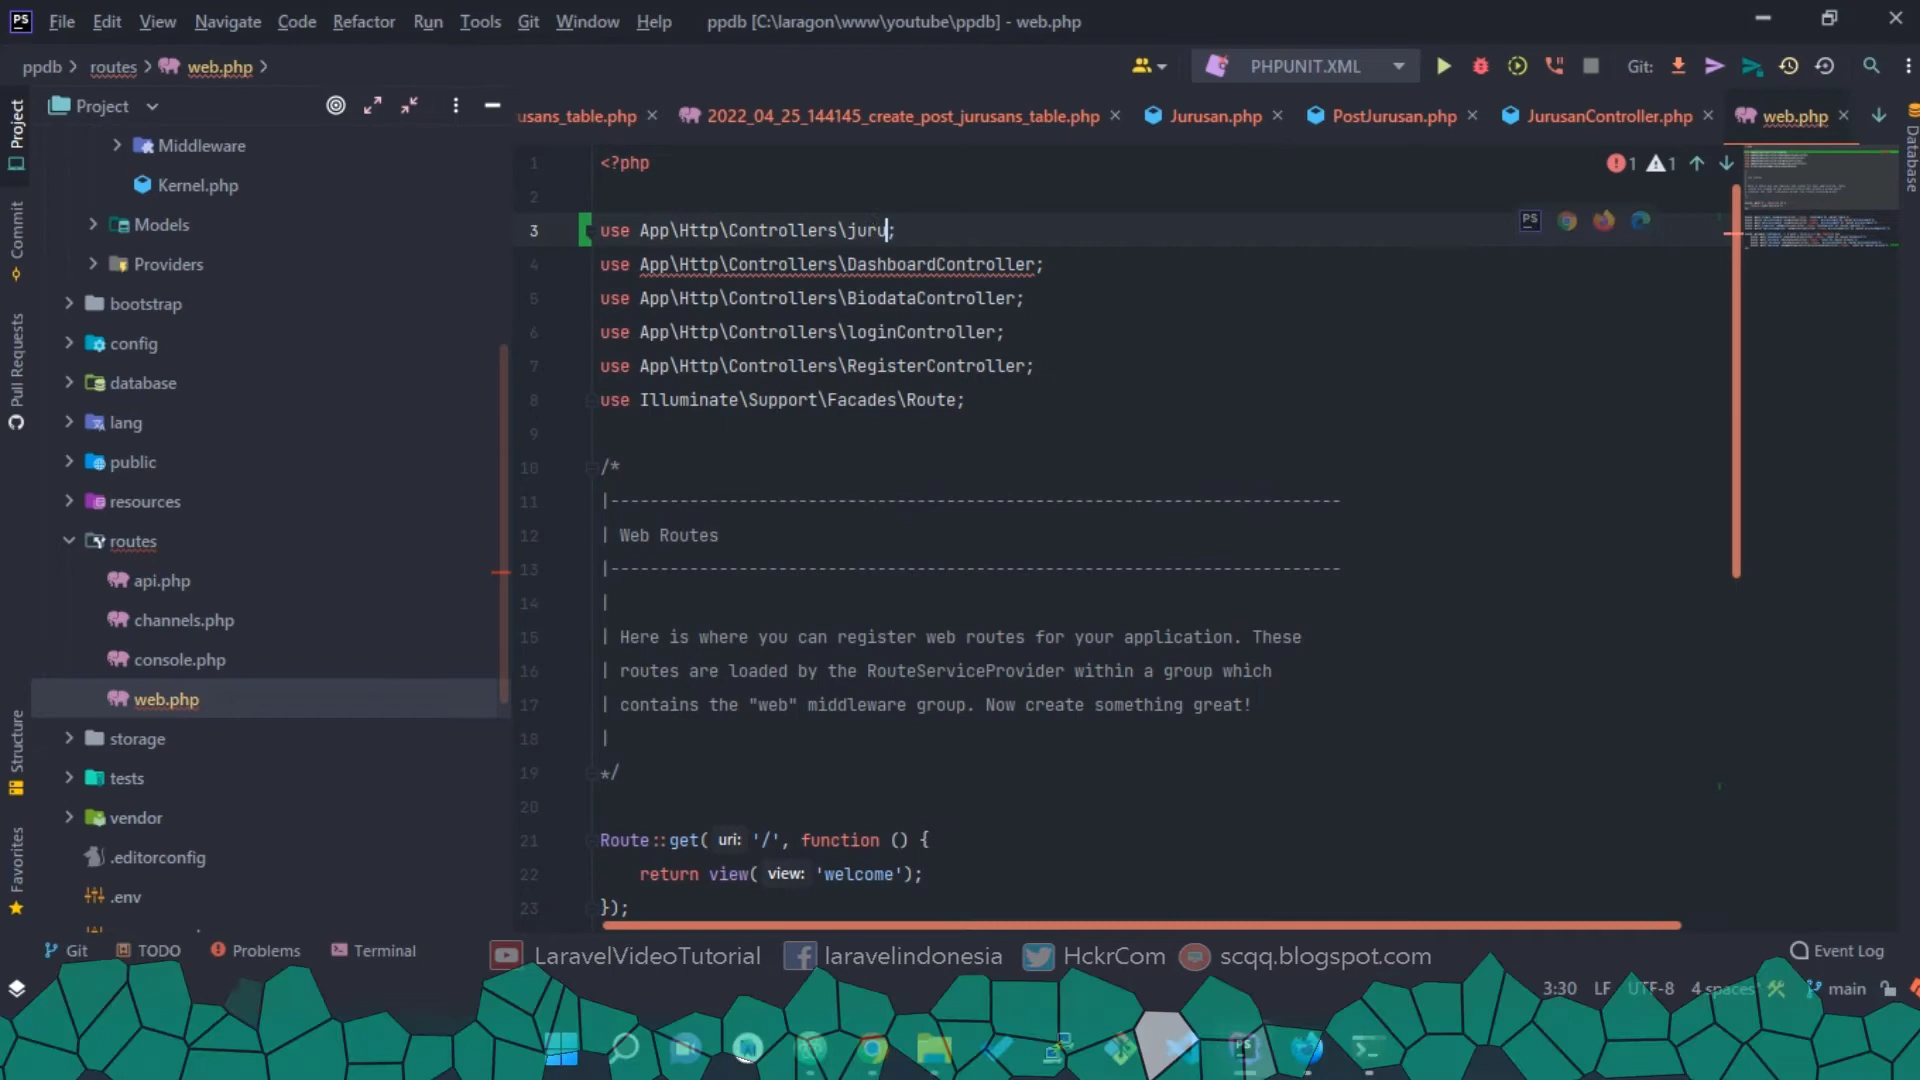 PS File Edit View Navigate Code Refactor Run Tools Git Window Help ppdb [C:\laragon\www\youtube\ppdb] - web.php
ppdb routes web.php PHPUNIT.XML Git:
Project
usans_table.php 2022_04_25_144145_create_post_jurusans_table.php Jurusan.php PostJurusan.php JurusanController.php web.php
Project
Commit
Pull Requests
Structure
Favorites
Database
Middleware
Kernel.php
Models
Providers
bootstrap
config
database
lang
public
resources
routes
api.php
channels.php
console.php
web.php
storage
tests
vendor
.editorconfig
.env
1 <?php
2
3 use App\Http\Controllers\juru;
4 use App\Http\Controllers\DashboardController;
5 use App\Http\Controllers\BiodataController;
6 use App\Http\Controllers\loginController;
7 use App\Http\Controllers\RegisterController;
8 use Illuminate\Support\Facades\Route;
9
10 /*
11 |--------------------------------------------------------------------------
12 | Web Routes
13 |--------------------------------------------------------------------------
14 |
15 | Here is where you can register web routes for your application. These
16 | routes are loaded by the RouteServiceProvider within a group which
17 | contains the "web" middleware group. Now create something great!
18 |
19 */
20
21 Route::get( uri: '/', function () {
22 return view( view: 'welcome');
23 });
1 1
PS
Git TODO Problems Terminal
LaravelVideoTutorial laravelindonesia HckrCom scqq.blogspot.com
Event Log
3:30 LF UTF-8 4 spaces main
PS